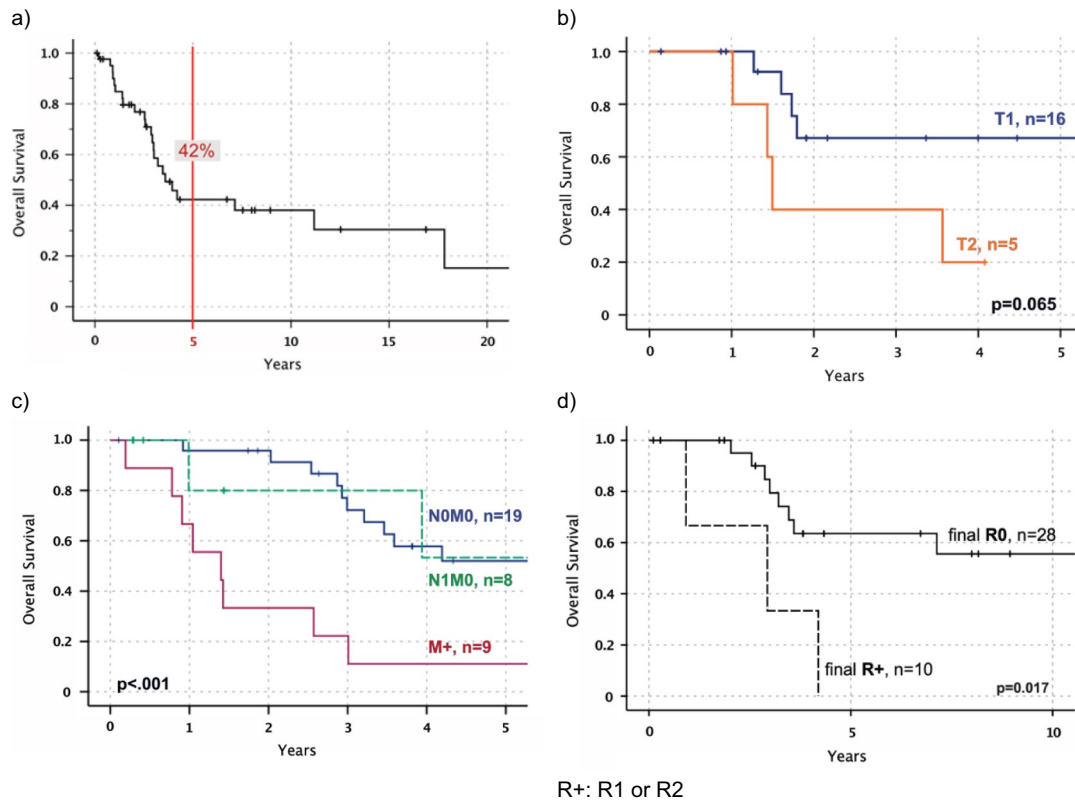 a)
1.0
0.8
0.6
0.4
0.2
0
Overall Survival
42%
0
5
10
15
20
Years
b)
1.0
0.8
0.6
0.4
0.2
0
Overall Survival
T1, n=16
T2, n=5
p=0.065
0
1
2
3
4
5
Years
c)
1.0
0.8
0.6
0.4
0.2
0
Overall Survival
N0M0, n=19
N1M0, n=8
M+, n=9
p<.001
0
1
2
3
4
5
Years
d)
1.0
0.8
0.6
0.4
0.2
0
Overall Survival
final R0, n=28
final R+, n=10
p=0.017
0
5
10
Years
R+: R1 or R2